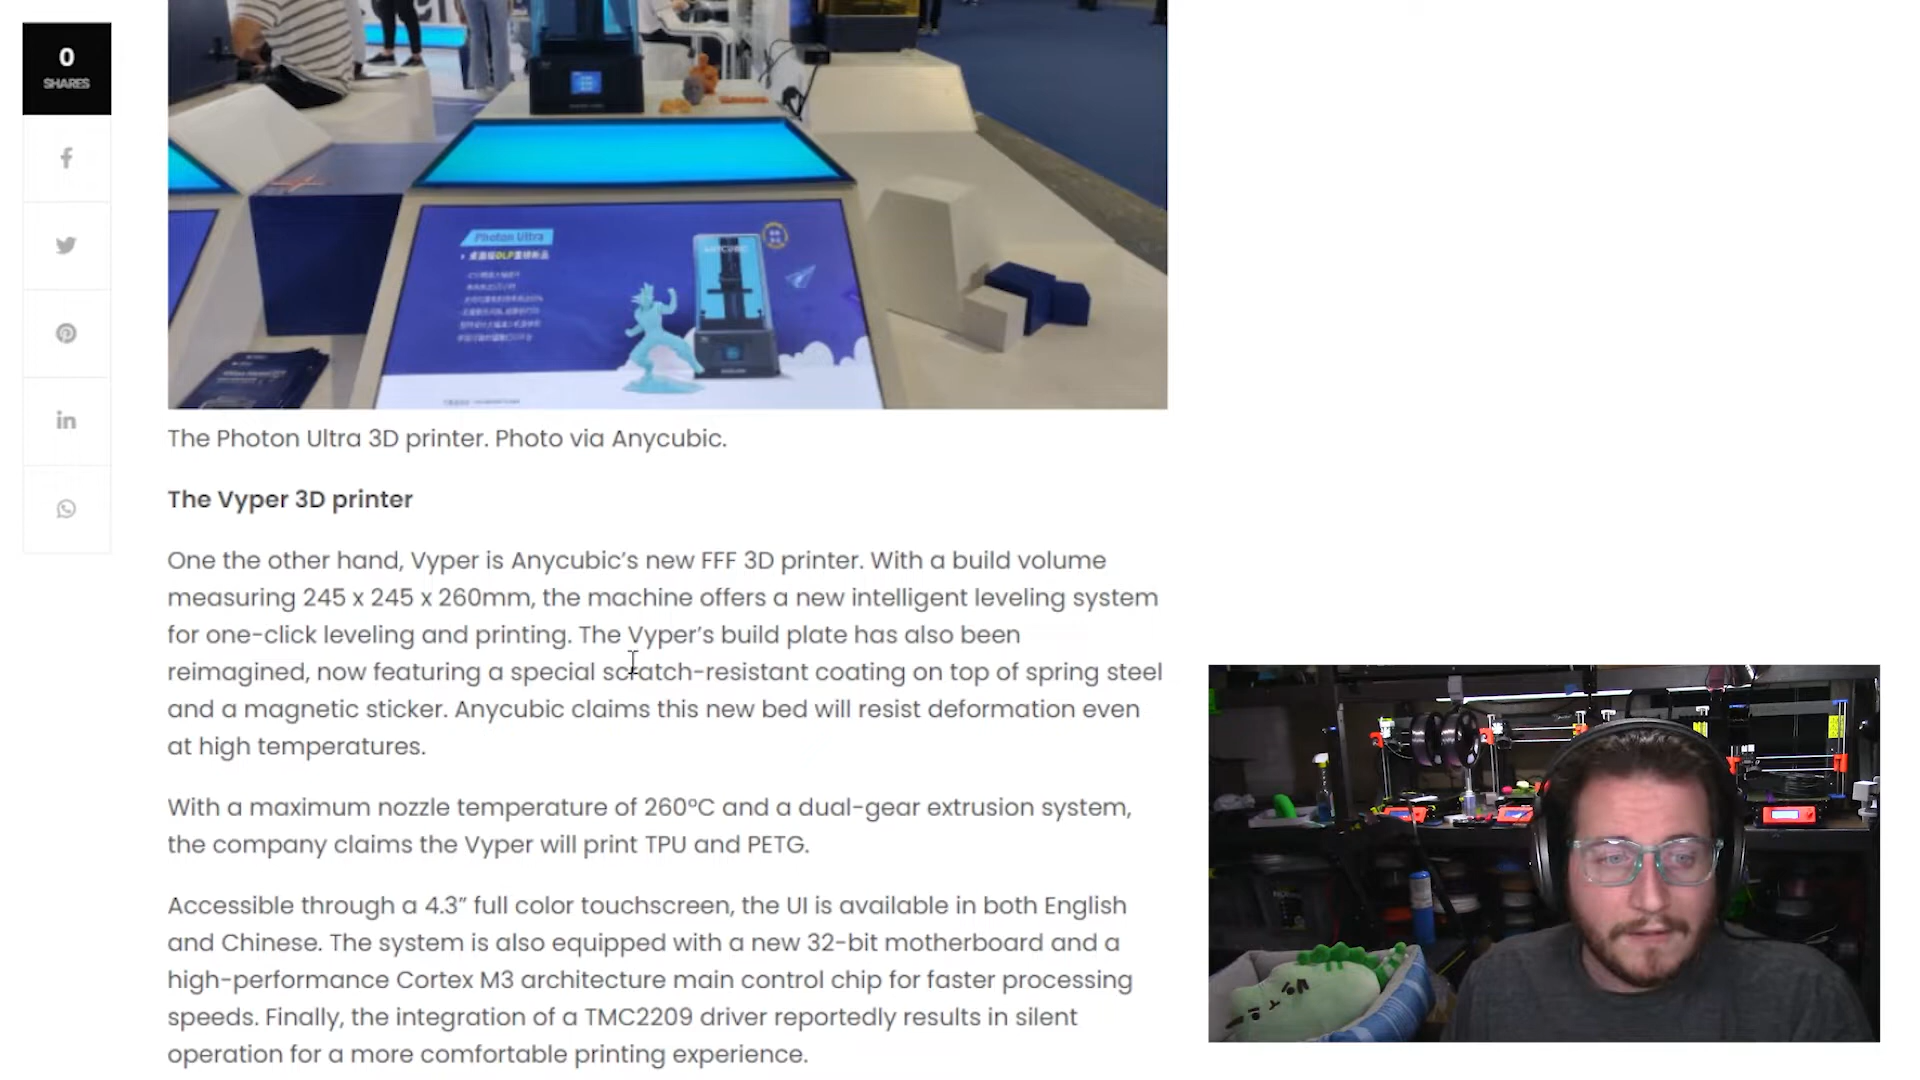 0
SHARES
Photon Ultra
The Photon Ultra 3D printer. Photo via Anycubic.
The Vyper 3D printer
One the other hand, Vyper is Anycubic’s new FFF 3D printer. With a build volume
measuring 245 x 245 x 260mm, the machine offers a new intelligent leveling system
for one-click leveling and printing. The Vyper’s build plate has also been
reimagined, now featuring a special scratch-resistant coating on top of spring steel
and a magnetic sticker. Anycubic claims this new bed will resist deformation even
at high temperatures.
With a maximum nozzle temperature of 260ºC and a dual-gear extrusion system,
the company claims the Vyper will print TPU and PETG.
Accessible through a 4.3” full color touchscreen, the UI is available in both English
and Chinese. The system is also equipped with a new 32-bit motherboard and a
high-performance Cortex M3 architecture main control chip for faster processing
speeds. Finally, the integration of a TMC2209 driver reportedly results in silent
operation for a more comfortable printing experience.